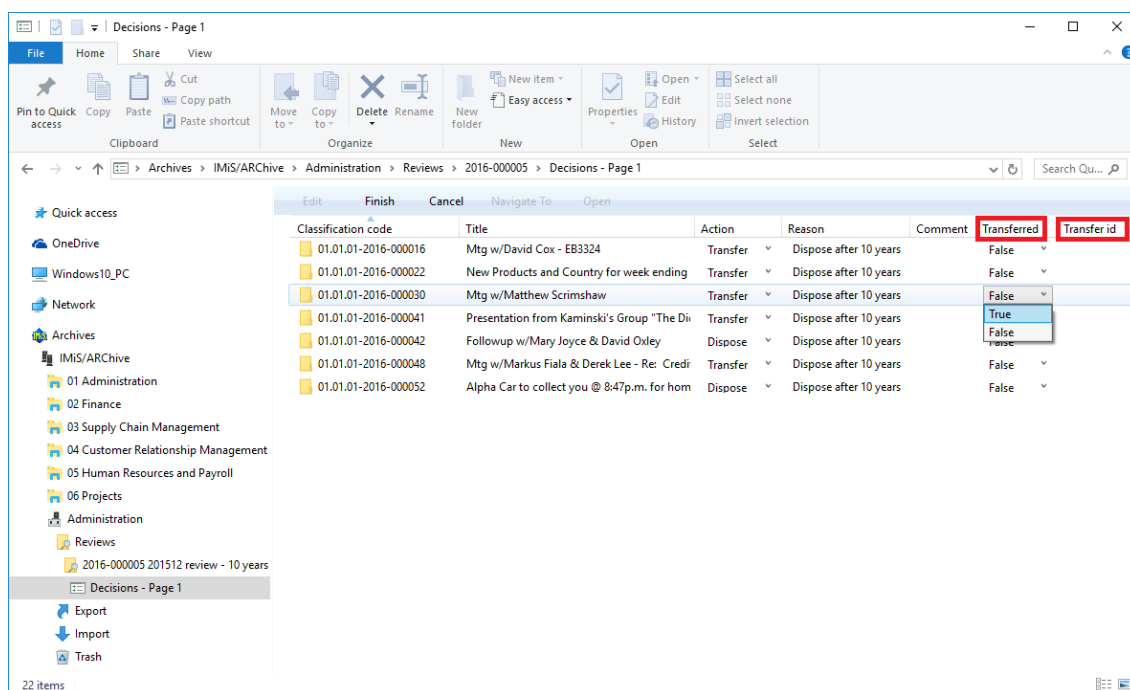 Decisions - Page 1
File Home Share View
Pin to Quick access
Copy
Paste
Cut
Copy path
Paste shortcut
Clipboard
Move to
Copy to
Delete
Rename
Organize
New folder
New item
Easy access
New
Properties
Open
Edit
History
Open
Select all
Select none
Invert selection
Select
Archives > IMiS/ARChive > Administration > Reviews > 2016-000005 > Decisions - Page 1
Search Qu...
Quick access
OneDrive
Windows10_PC
Network
Archives
IMiS/ARChive
01 Administration
02 Finance
03 Supply Chain Management
04 Customer Relationship Management
05 Human Resources and Payroll
06 Projects
Administration
Reviews
2016-000005 201512 review - 10 years
Decisions - Page 1
Export
Import
Trash
Edit Finish Cancel Navigate To Open
Classification code Title Action Reason Comment Transferred Transfer id
01.01.01-2016-000016 Mtg w/David Cox - EB3324 Transfer Dispose after 10 years False
01.01.01-2016-000022 New Products and Country for week ending Transfer Dispose after 10 years False
01.01.01-2016-000030 Mtg w/Matthew Scrimshaw Transfer Dispose after 10 years False
True
01.01.01-2016-000041 Presentation from Kaminski's Group "The Di Transfer Dispose after 10 years
False
01.01.01-2016-000042 Followup w/Mary Joyce & David Oxley Dispose Dispose after 10 years False
01.01.01-2016-000048 Mtg w/Markus Fiala & Derek Lee - Re: Credi Transfer Dispose after 10 years False
01.01.01-2016-000052 Alpha Car to collect you @ 8:47p.m. for hom Dispose Dispose after 10 years False
22 items